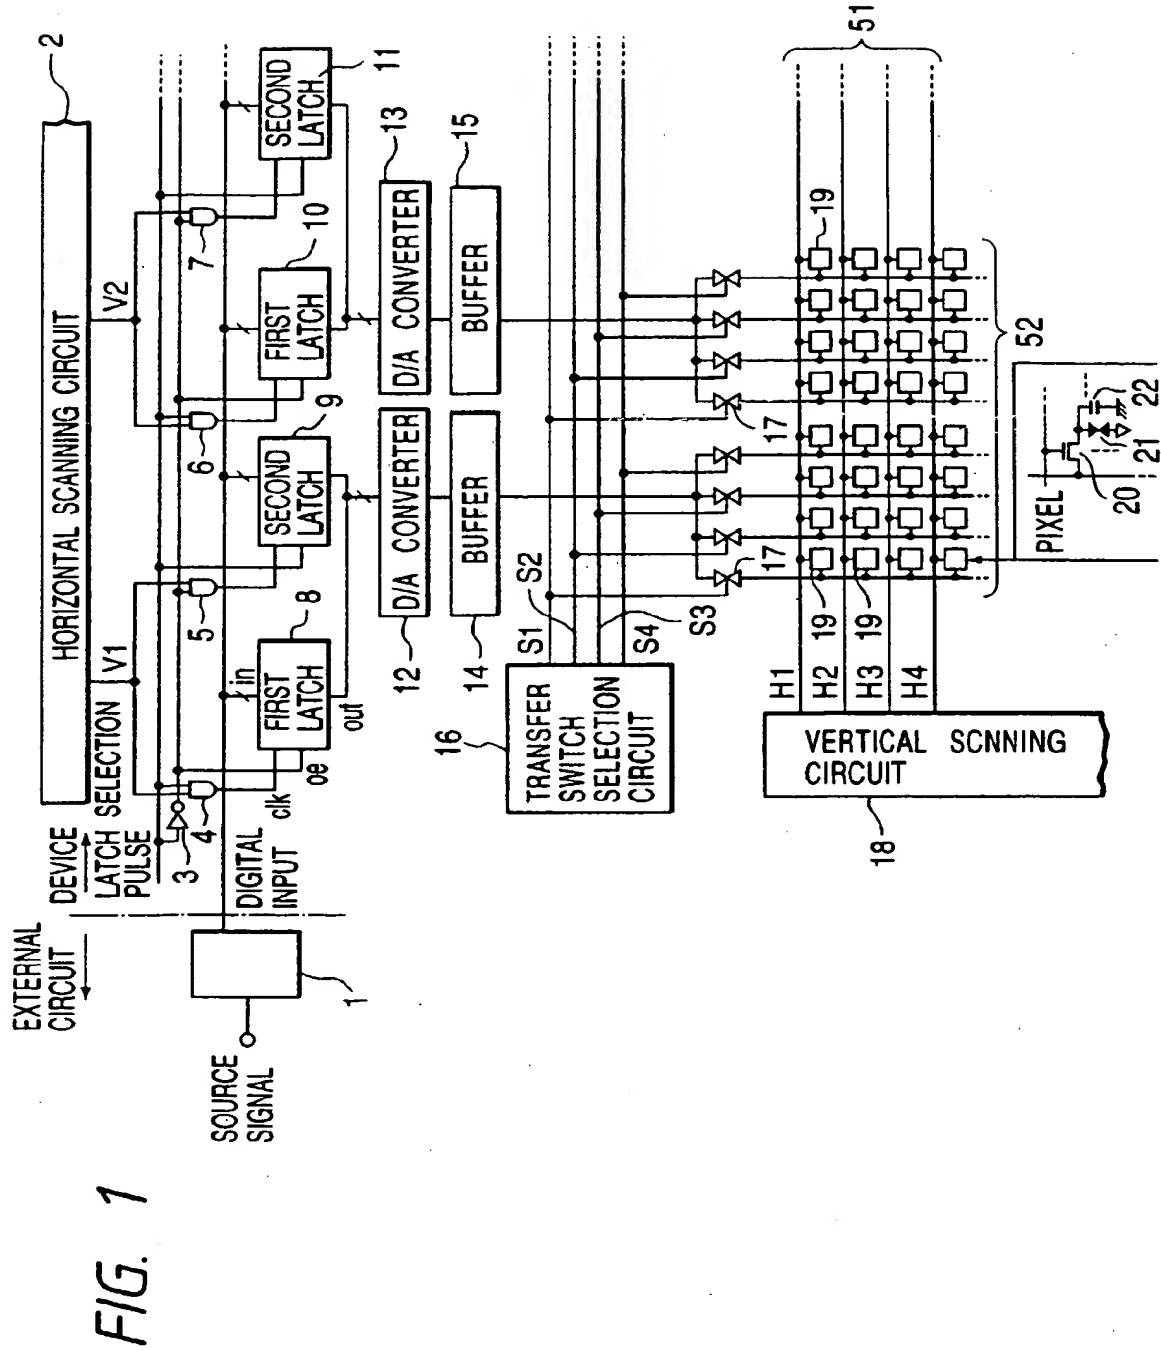 FIG. 1
EXTERNAL
CIRCUIT
DEVICE
SOURCE
SIGNAL
1
DIGITAL
INPUT
LATCH SELECTION
PULSE
HORIZONTAL SCANNING CIRCUIT
2
V1
V2
3
4
5
6
7
clk
oe
in
out
FIRST
LATCH
8
SECOND
LATCH
9
FIRST
LATCH
10
SECOND
LATCH
11
D/A CONVERTER
12
D/A CONVERTER
13
BUFFER
14
BUFFER
15
TRANSFER
SWITCH
SELECTION
CIRCUIT
16
S1
S2
S4
S3
17
17
VERTICAL SCNNING
CIRCUIT
18
H1
H2
H3
H4
19
19
19
51
52
PIXEL
20
21
22